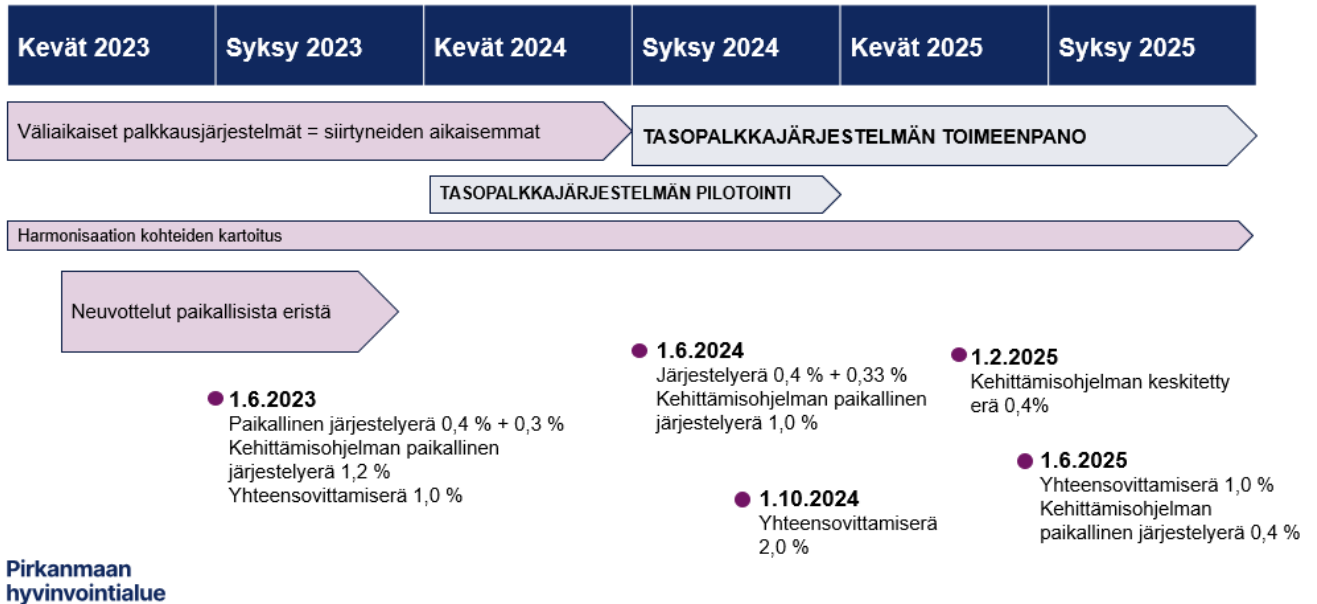 Kevät 2023
Syksy 2023
Kevät 2024
Syksy 2024
Kevät 2025
Syksy 2025
Väliaikaiset palkkausjärjestelmät = siirtyneiden aikaisemmat
TASOPALKKAJÄRJESTELMÄN TOIMEENPANO
TASOPALKKAJÄRJESTELMÄN PILOTOINTI
Harmonisaation kohteiden kartoitus
Neuvottelut paikallisista eristä
1.6.2023
Paikallinen järjestelyerä 0,4 % + 0,3 %
Kehittämisohjelman paikallinen
järjestelyerä 1,2 %
Yhteensovittamiserä 1,0 %
1.6.2024
Järjestelyerä 0,4 % + 0,33 %
Kehittämisohjelman paikallinen
järjestelyerä 1,0 %
1.10.2024
Yhteensovittamiserä
2,0 %
1.2.2025
Kehittämisohjelman keskitetty
erä 0,4%
1.6.2025
Yhteensovittamiserä 1,0 %
Kehittämisohjelman
paikallinen järjestelyerä 0,4 %
Pirkanmaan
hyvinvointialue